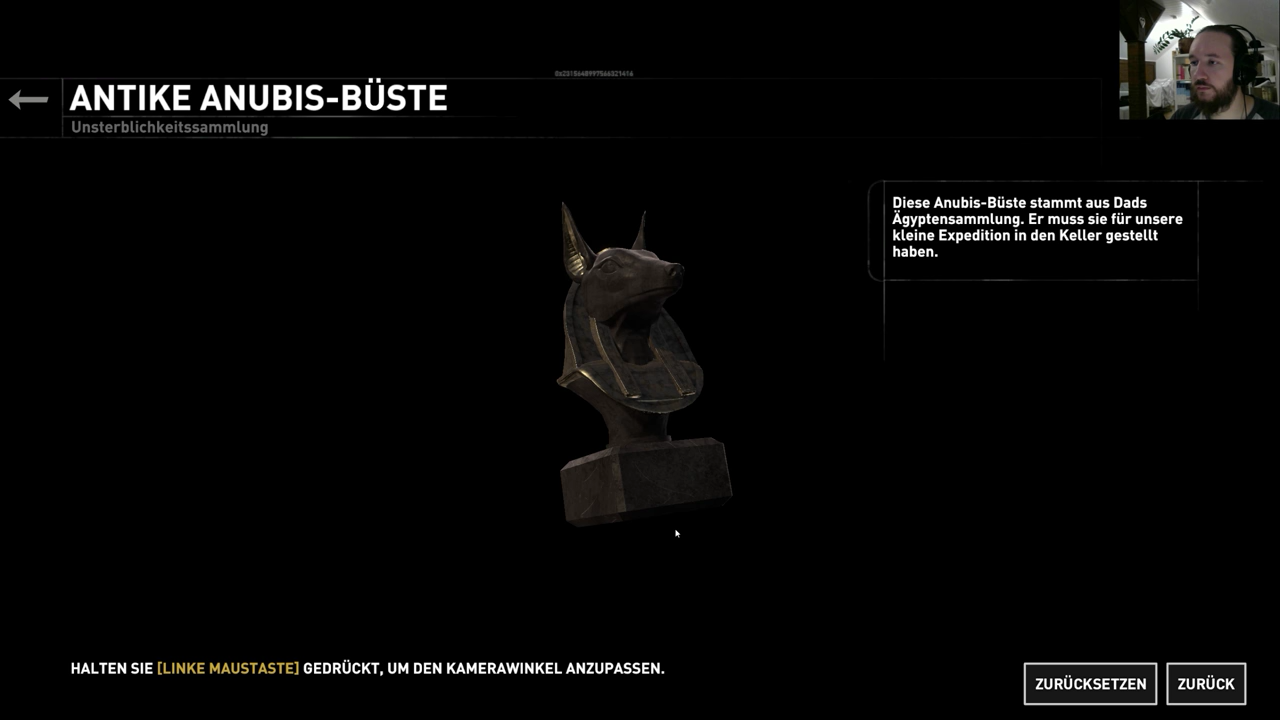 ANTIKE ANUBIS-BÜSTE
Unsterblichkeitssammlung
Diese Anubis-Büste stammt aus Dads
Ägyptensammlung. Er muss sie für unsere
kleine Expedition in den Keller gestellt
haben.
HALTEN SIE [LINKE MAUSTASTE] GEDRÜCKT, UM DEN KAMERAWINKEL ANZUPASSEN.
ZURÜCKSETZEN
ZURÜCK